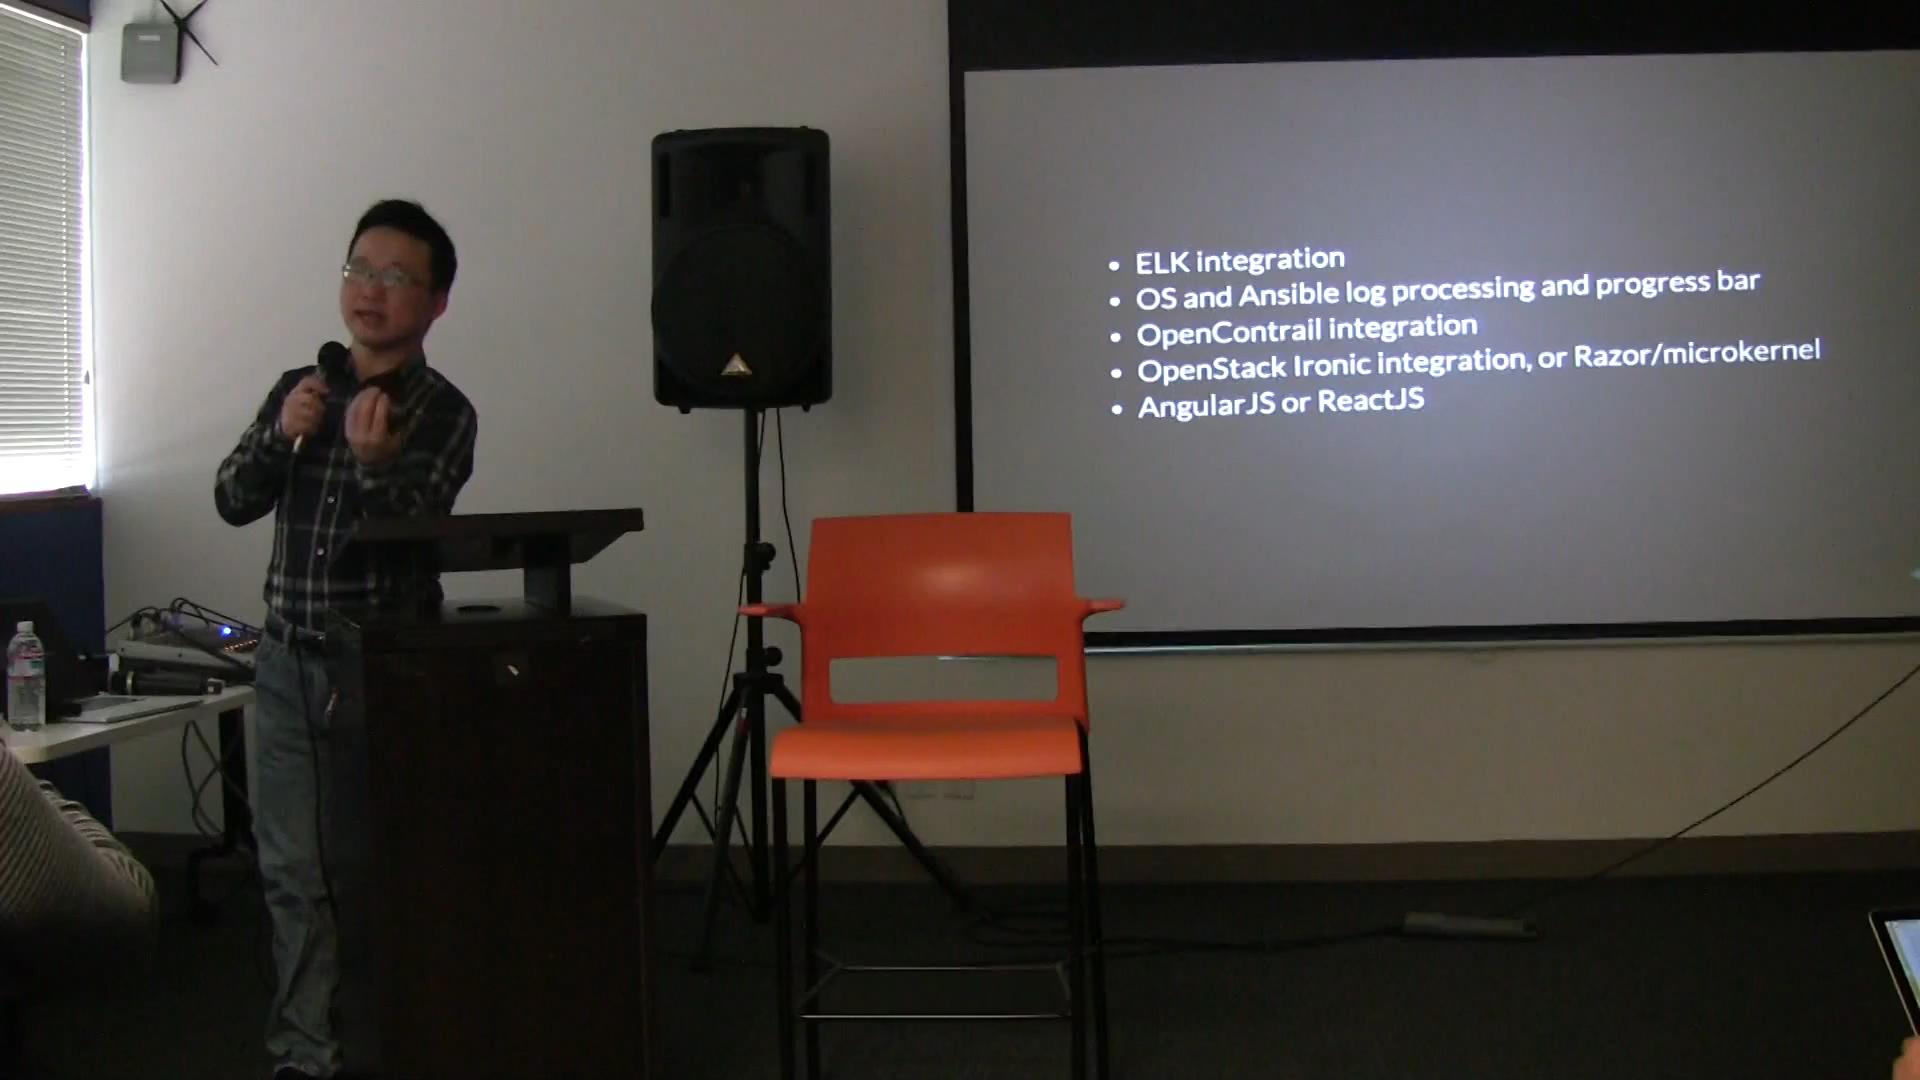 • ELK integration
• OS and Ansible log processing and progress bar
• OpenContrail integration
• OpenStack Ironic integration, or Razor/microkernel
• AngularJS or ReactJS